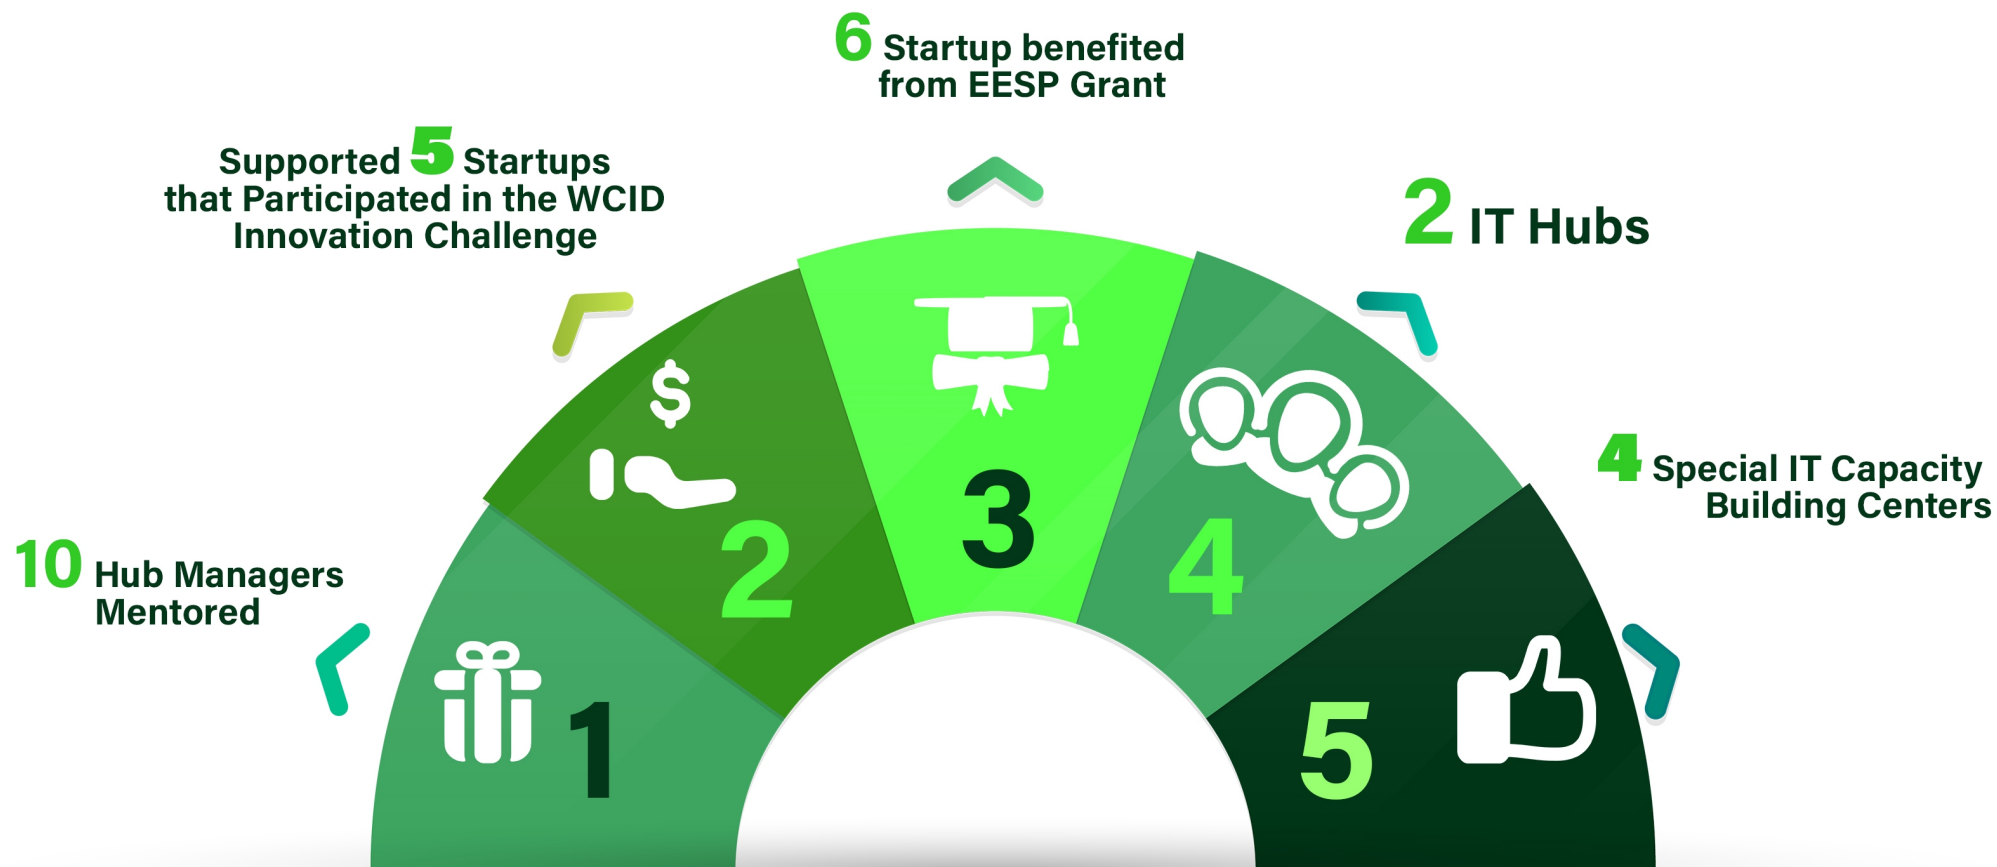 6 Startup benefited
from EESP Grant
Supported 5 Startups
that Participated in the WCID
Innovation Challenge
2 IT Hubs
4 Special IT Capacity
Building Centers
10 Hub Managers
Mentored
$
1
2
3
4
5